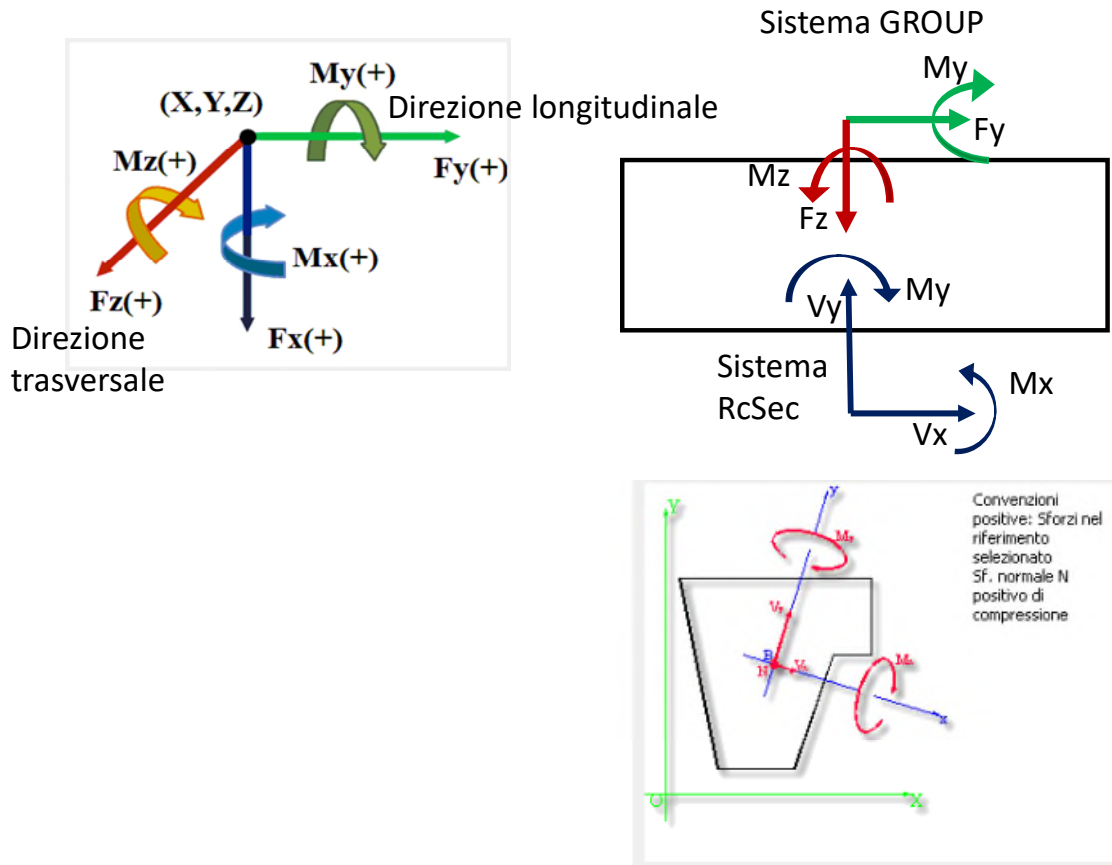 Sistema GROUP
My(+)
(X,Y,Z)
Direzione longitudinale
Mz(+)
Fy(+)
Mx(+)
Fz(+)
Fx(+)
Direzione
trasversale
My
Fy
Mz
Fz
My
Vy
Sistema
RcSec
Mx
Vx
Convenzioni
positive: Sforzi nel
riferimento
selezionato
Sf. normale N
positivo di
compressione
Y
y
N
x
O
X